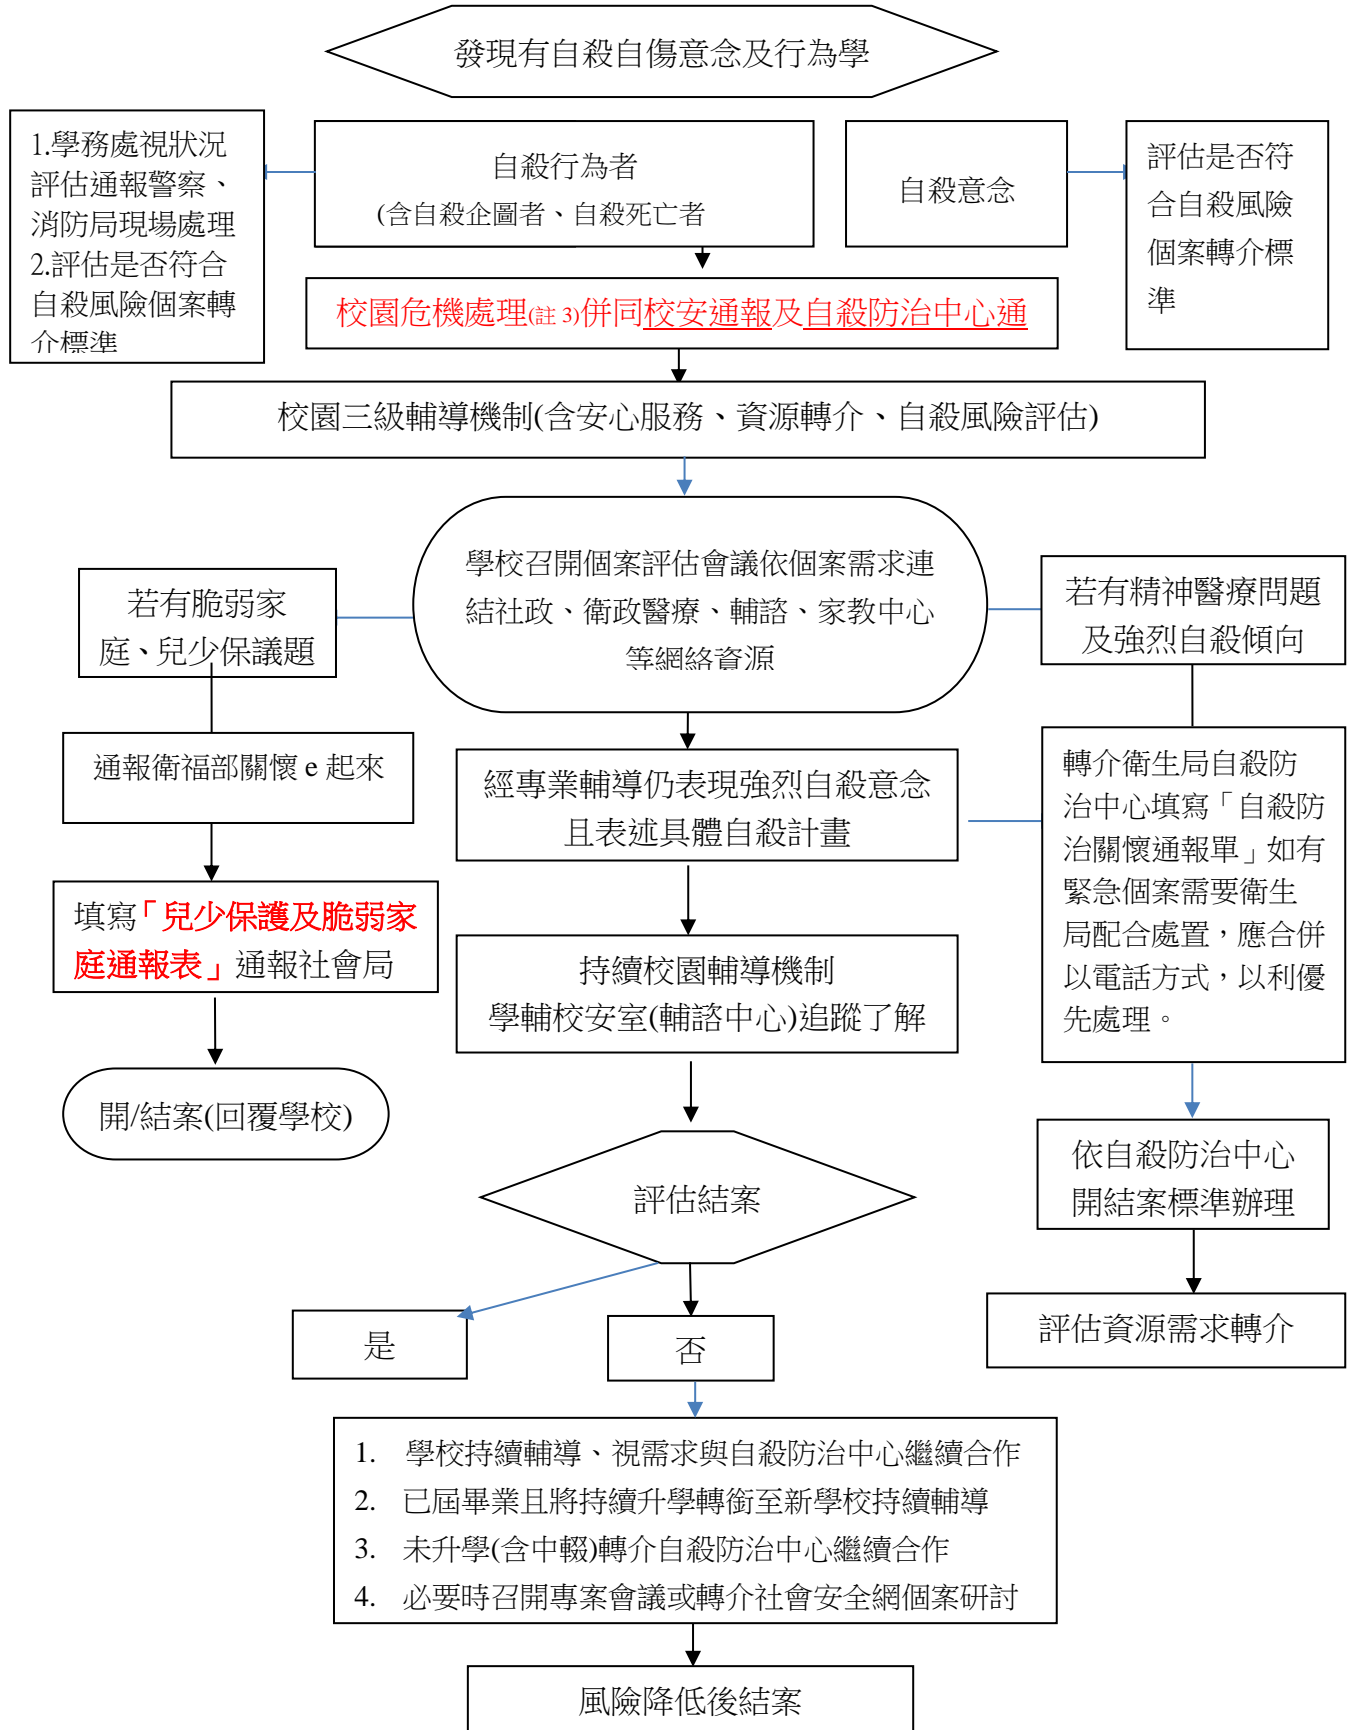 發現有自殺自傷意念及行為學
1.學務處視狀況
評估通報警察、
消防局現場處理
2.評估是否符合
自殺風險個案轉
介標準
自殺行為者
(含自殺企圖者、自殺死亡者
自殺意念
評估是否符
合自殺風險
個案轉介標
準
校園危機處理(註 3)併同校安通報及自殺防治中心通
校園三級輔導機制(含安心服務、資源轉介、自殺風險評估)
學校召開個案評估會議依個案需求連
結社政、衛政醫療、輔諮、家教中心
等網絡資源
若有脆弱家
庭、兒少保議題
若有精神醫療問題
及強烈自殺傾向
通報衛福部關懷 e 起來
經專業輔導仍表現強烈自殺意念
且表述具體自殺計畫
轉介衛生局自殺防
治中心填寫「自殺防
治關懷通報單」如有
緊急個案需要衛生
局配合處置，應合併
以電話方式，以利優
先處理。
填寫「兒少保護及脆弱家
庭通報表」通報社會局
持續校園輔導機制
學輔校安室(輔諮中心)追蹤了解
開/結案(回覆學校)
依自殺防治中心
開結案標準辦理
評估結案
評估資源需求轉介
是
否
1. 學校持續輔導、視需求與自殺防治中心繼續合作
2. 已屆畢業且將持續升學轉銜至新學校持續輔導
3. 未升學(含中輟)轉介自殺防治中心繼續合作
4. 必要時召開專案會議或轉介社會安全網個案研討
風險降低後結案